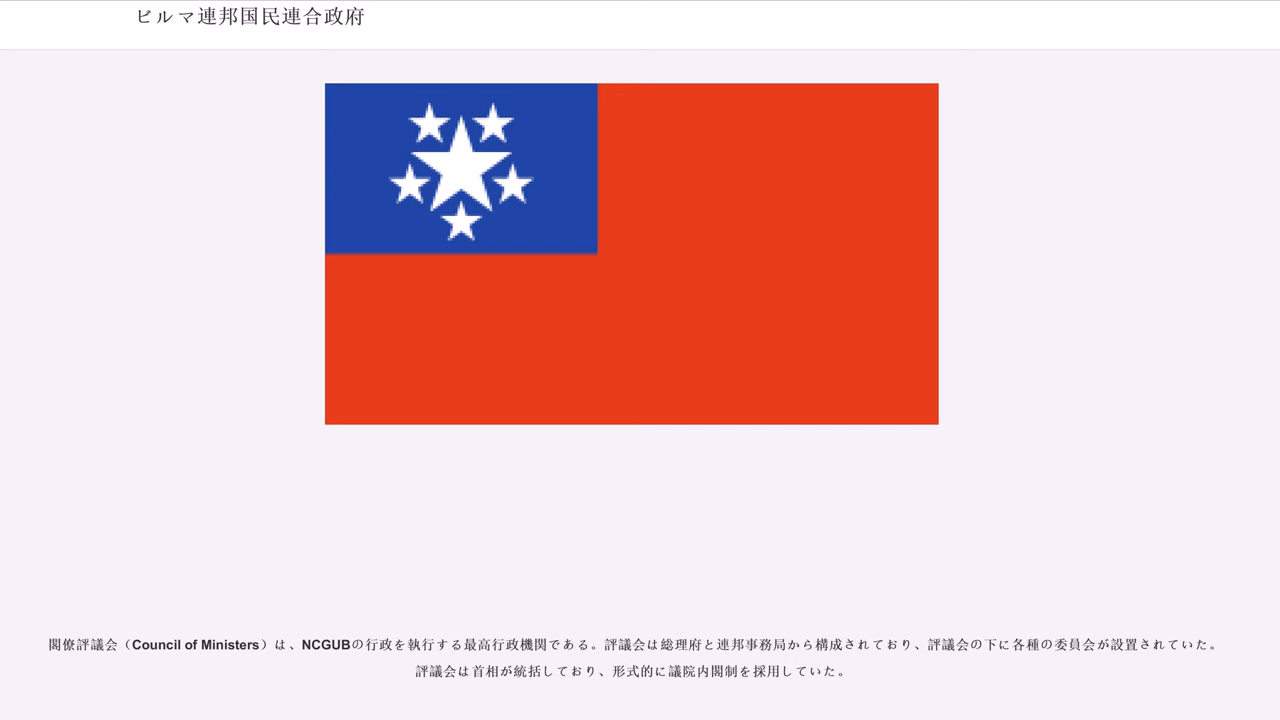 ビルマ連邦国民連合政府
閣僚評議会（Council of Ministers）は、NCGUBの行政を執行する最高行政機関である。評議会は総理府と連邦事務局から構成されており、評議会の下に各種の委員会が設置されていた。
評議会は首相が統括しており、形式的に議院内閣制を採用していた。